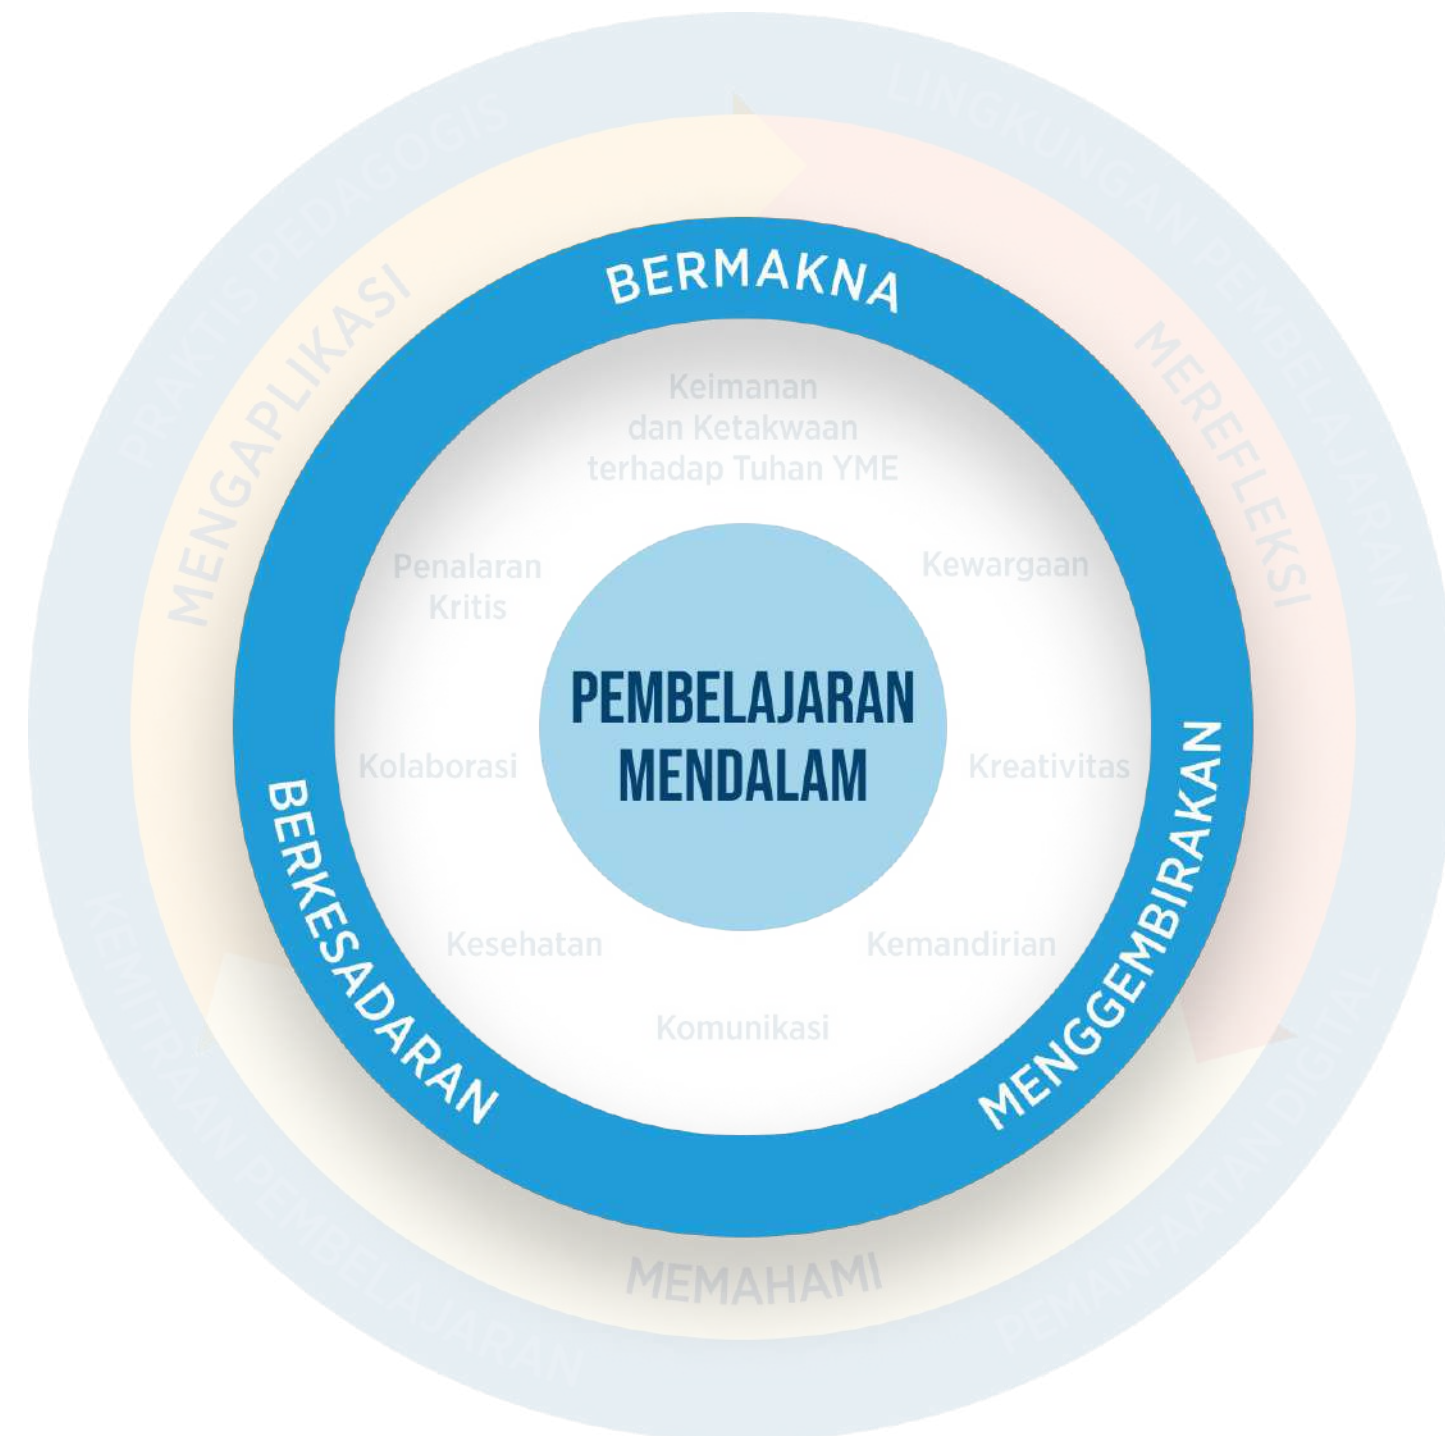 PRAKTIS PEDAGOGIS
LINGKUNGAN PEMBELAJARAN
MENGAPLIKASI
MEREFLEKSI
BERMAKNA
Keimanan
dan Ketakwaan
terhadap Tuhan YME
Penalaran
Kritis
Kewargaan
PEMBELAJARAN
MENDALAM
Kolaborasi
Kreativitas
BERKESADARAN
MENGGEMBIRAKAN
Kesehatan
Kemandirian
Komunikasi
MEMAHAMI
KEMITRAAN PEMBELAJARAN
PEMANFAATAN DIGITAL